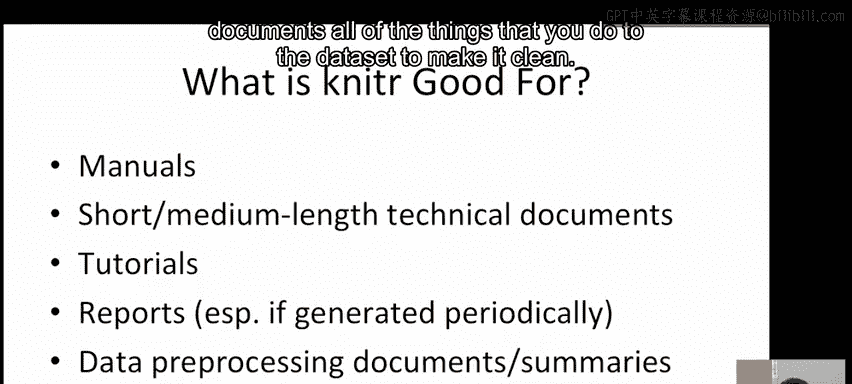 GPT中英字幕课程资源@bilibili.com
documents all of the things that you do to
the dataset to make it clean.
What is knitr Good For?
• Manuals
• Short/medium-length technical documents
• Tutorials
• Reports (esp. if generated periodically)
• Data preprocessing documents/summaries